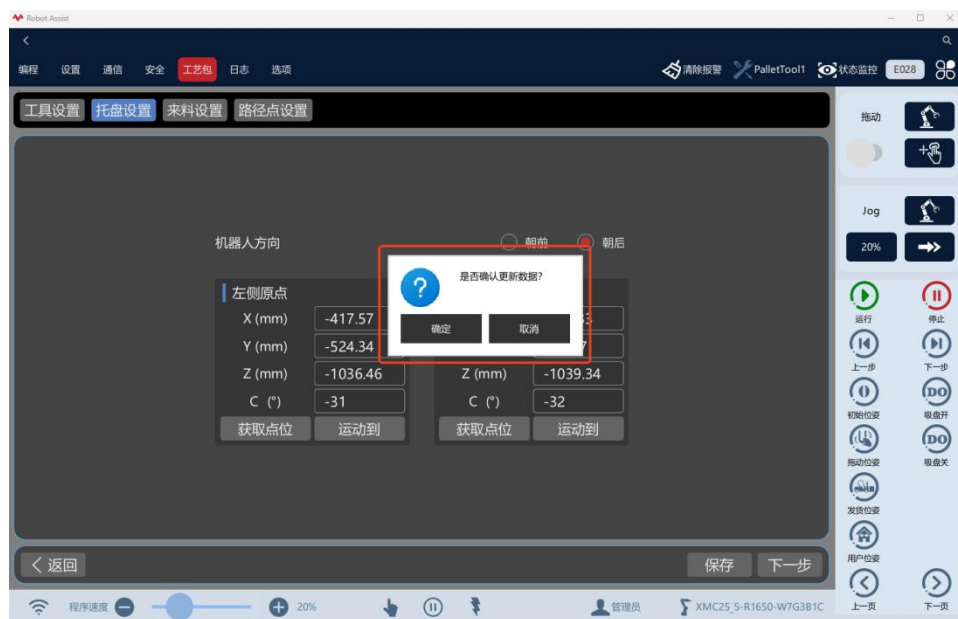 Robot Assist
编程 设置 通信 安全 工艺包 日志 选项 清除报警 PalletTool1 状态监控 E028
工具设置 托盘设置 来料设置 路径点设置
拖动
Jog
20%
机器人方向 朝前 朝后
是否确认更新数据?
确定 取消
左侧原点
X (mm) -417.57
Y (mm) -524.34
Z (mm) -1036.46 Z (mm) -1039.34
C (°) -31 C (°) -32
获取点位 运动到 获取点位 运动到
运行 停止
上一步 下一步
初始位姿 吸盘开
DO
拖动位姿 吸盘关
DO
发货位姿
用户位姿
上一页 下一页
返回 保存 下一步
程序速度 20% 管理员 XMC25_5-R1650-W7G3B1C